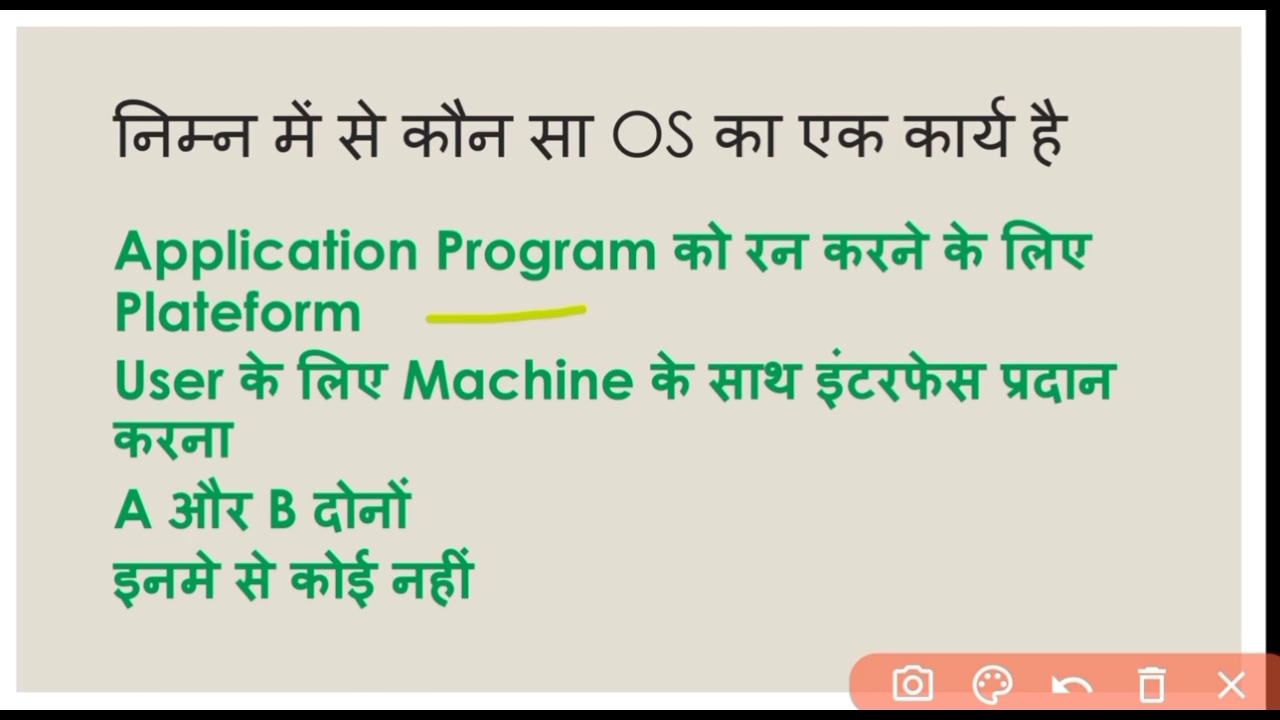 निम्न में से कौन सा OS का एक कार्य है
Application Program को रन करने के लिए
Plateform
User के लिए Machine के साथ इंटरफेस प्रदान
करना
A और B दोनों
इनमे से कोई नहीं